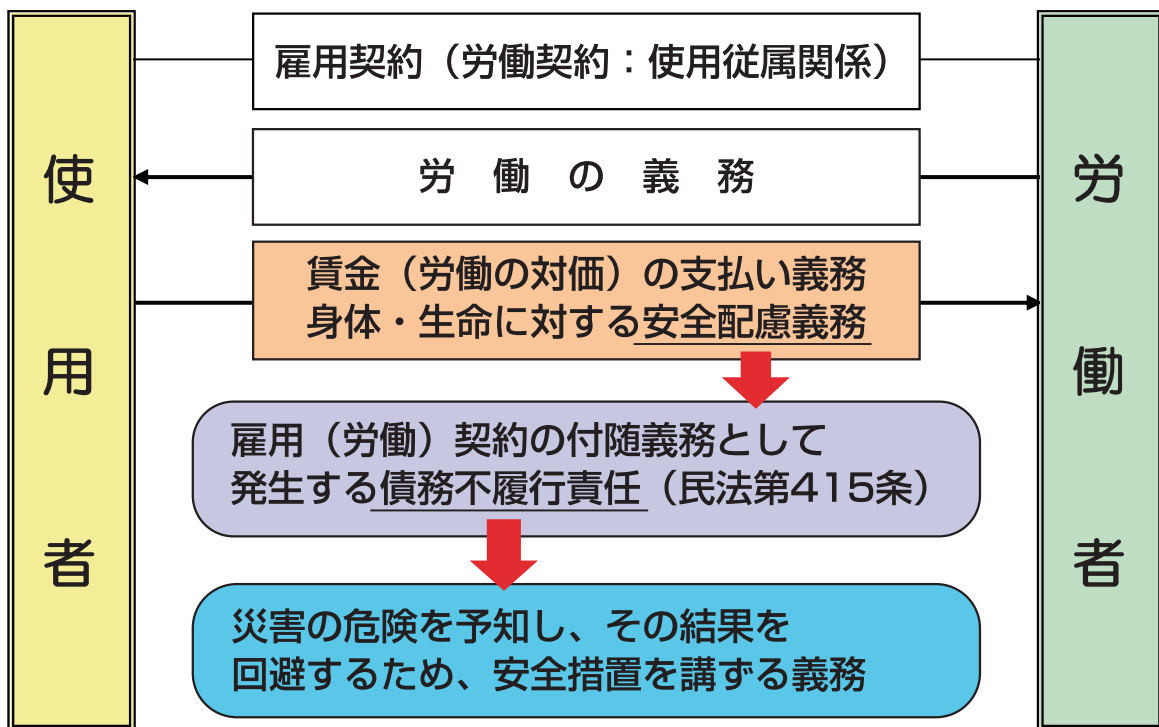 使用者
雇用契約（労働契約：使用従属関係）
労働の義務
賃金（労働の対価）の支払い義務
身体・生命に対する安全配慮義務
雇用（労働）契約の付随義務として
発生する債務不履行責任（民法第415条）
災害の危険を予知し、その結果を
回避するため、安全措置を講ずる義務
労働者